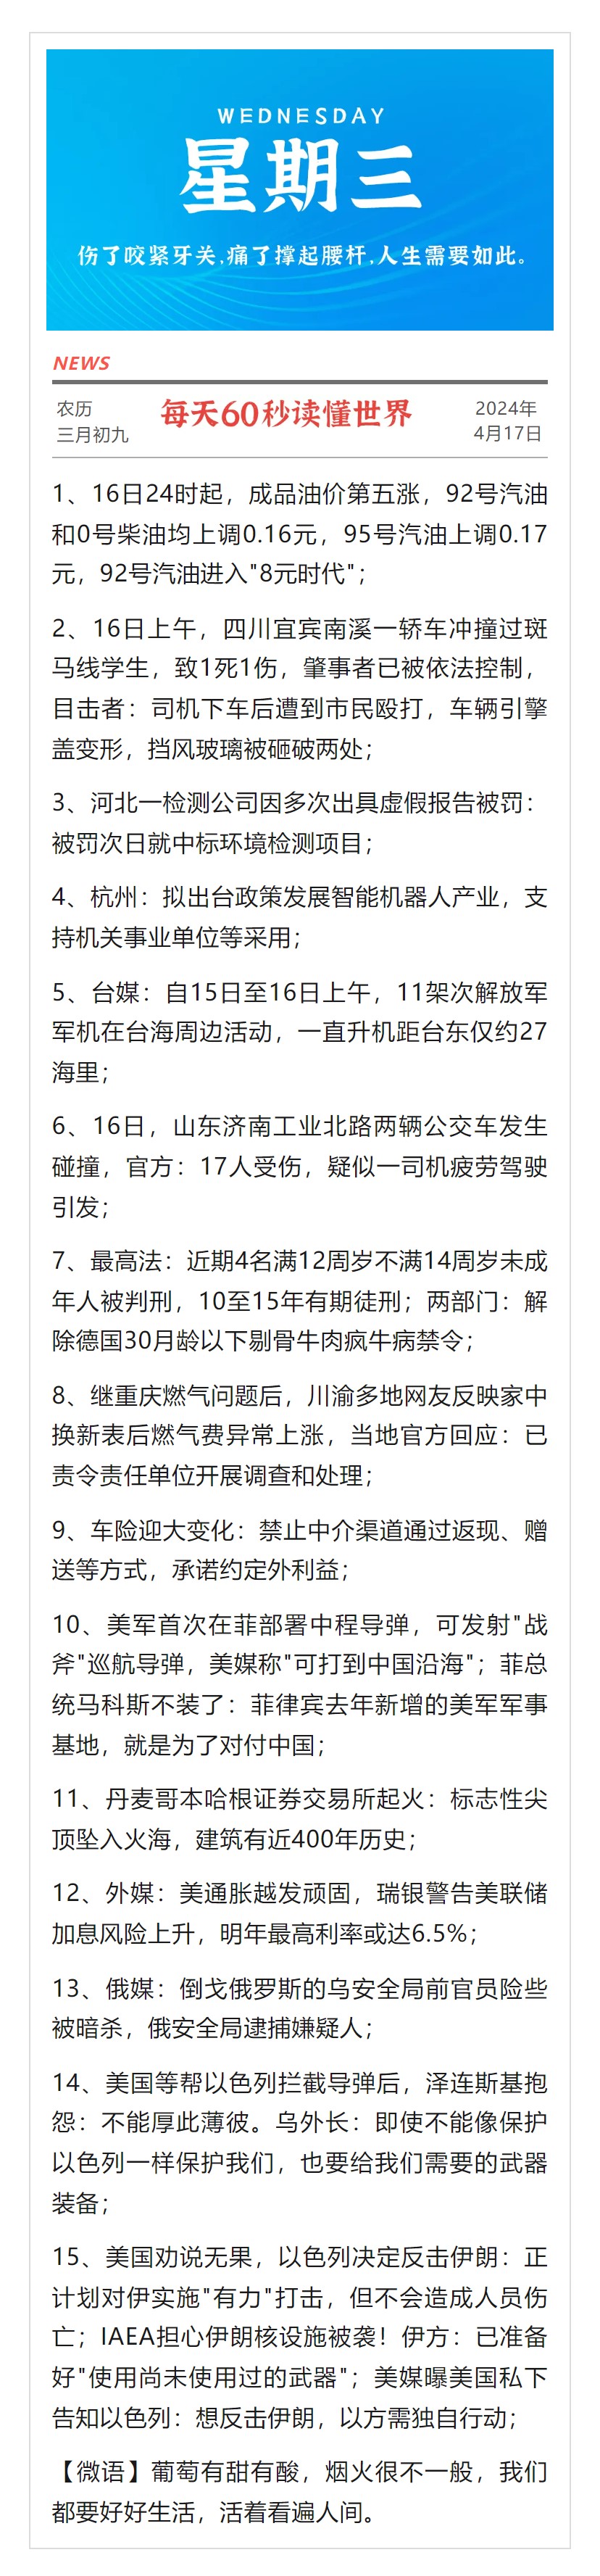 WEDNESDAY
星期三
伤了咬紧牙关,痛了撑起腰杆,人生需要如此。
NEWS
农历
三月初九
每天60秒读懂世界
2024年
4月17日
1、16日24时起，成品油价第五涨，92号汽油
和0号柴油均上调0.16元，95号汽油上调0.17
元，92号汽油进入"8元时代"；
2、16日上午，四川宜宾南溪一轿车冲撞过斑
马线学生，致1死1伤，肇事者已被依法控制，
目击者：司机下车后遭到市民殴打，车辆引擎
盖变形，挡风玻璃被砸破两处；
3、河北一检测公司因多次出具虚假报告被罚：
被罚次日就中标环境检测项目；
4、杭州：拟出台政策发展智能机器人产业，支
持机关事业单位等采用；
5、台媒：自15日至16日上午，11架次解放军
军机在台海周边活动，一直升机距台东仅约27
海里；
6、16日，山东济南工业北路两辆公交车发生
碰撞，官方：17人受伤，疑似一司机疲劳驾驶
引发；
7、最高法：近期4名满12周岁不满14周岁未成
年人被判刑，10至15年有期徒刑；两部门：解
除德国30月龄以下剔骨牛肉疯牛病禁令；
8、继重庆燃气问题后，川渝多地网友反映家中
换新表后燃气费异常上涨，当地官方回应：已
责令责任单位开展调查和处理；
9、车险迎大变化：禁止中介渠道通过返现、赠
送等方式，承诺约定外利益；
10、美军首次在菲部署中程导弹，可发射"战
斧"巡航导弹，美媒称"可打到中国沿海"；菲总
统马科斯不装了：菲律宾去年新增的美军军事
基地，就是为了对付中国；
11、丹麦哥本哈根证券交易所起火：标志性尖
顶坠入火海，建筑有近400年历史；
12、外媒：美通胀越发顽固，瑞银警告美联储
加息风险上升，明年最高利率或达6.5%；
13、俄媒：倒戈俄罗斯的乌安全局前官员险些
被暗杀，俄安全局逮捕嫌疑人；
14、美国等帮以色列拦截导弹后，泽连斯基抱
怨：不能厚此薄彼。乌外长：即使不能像保护
以色列一样保护我们，也要给我们需要的武器
装备；
15、美国劝说无果，以色列决定反击伊朗：正
计划对伊实施"有力"打击，但不会造成人员伤
亡；IAEA担心伊朗核设施被袭！伊方：已准备
好"使用尚未使用过的武器"；美媒曝美国私下
告知以色列：想反击伊朗，以方需独自行动；
【微语】葡萄有甜有酸，烟火很不一般，我们
都要好好生活，活着看遍人间。